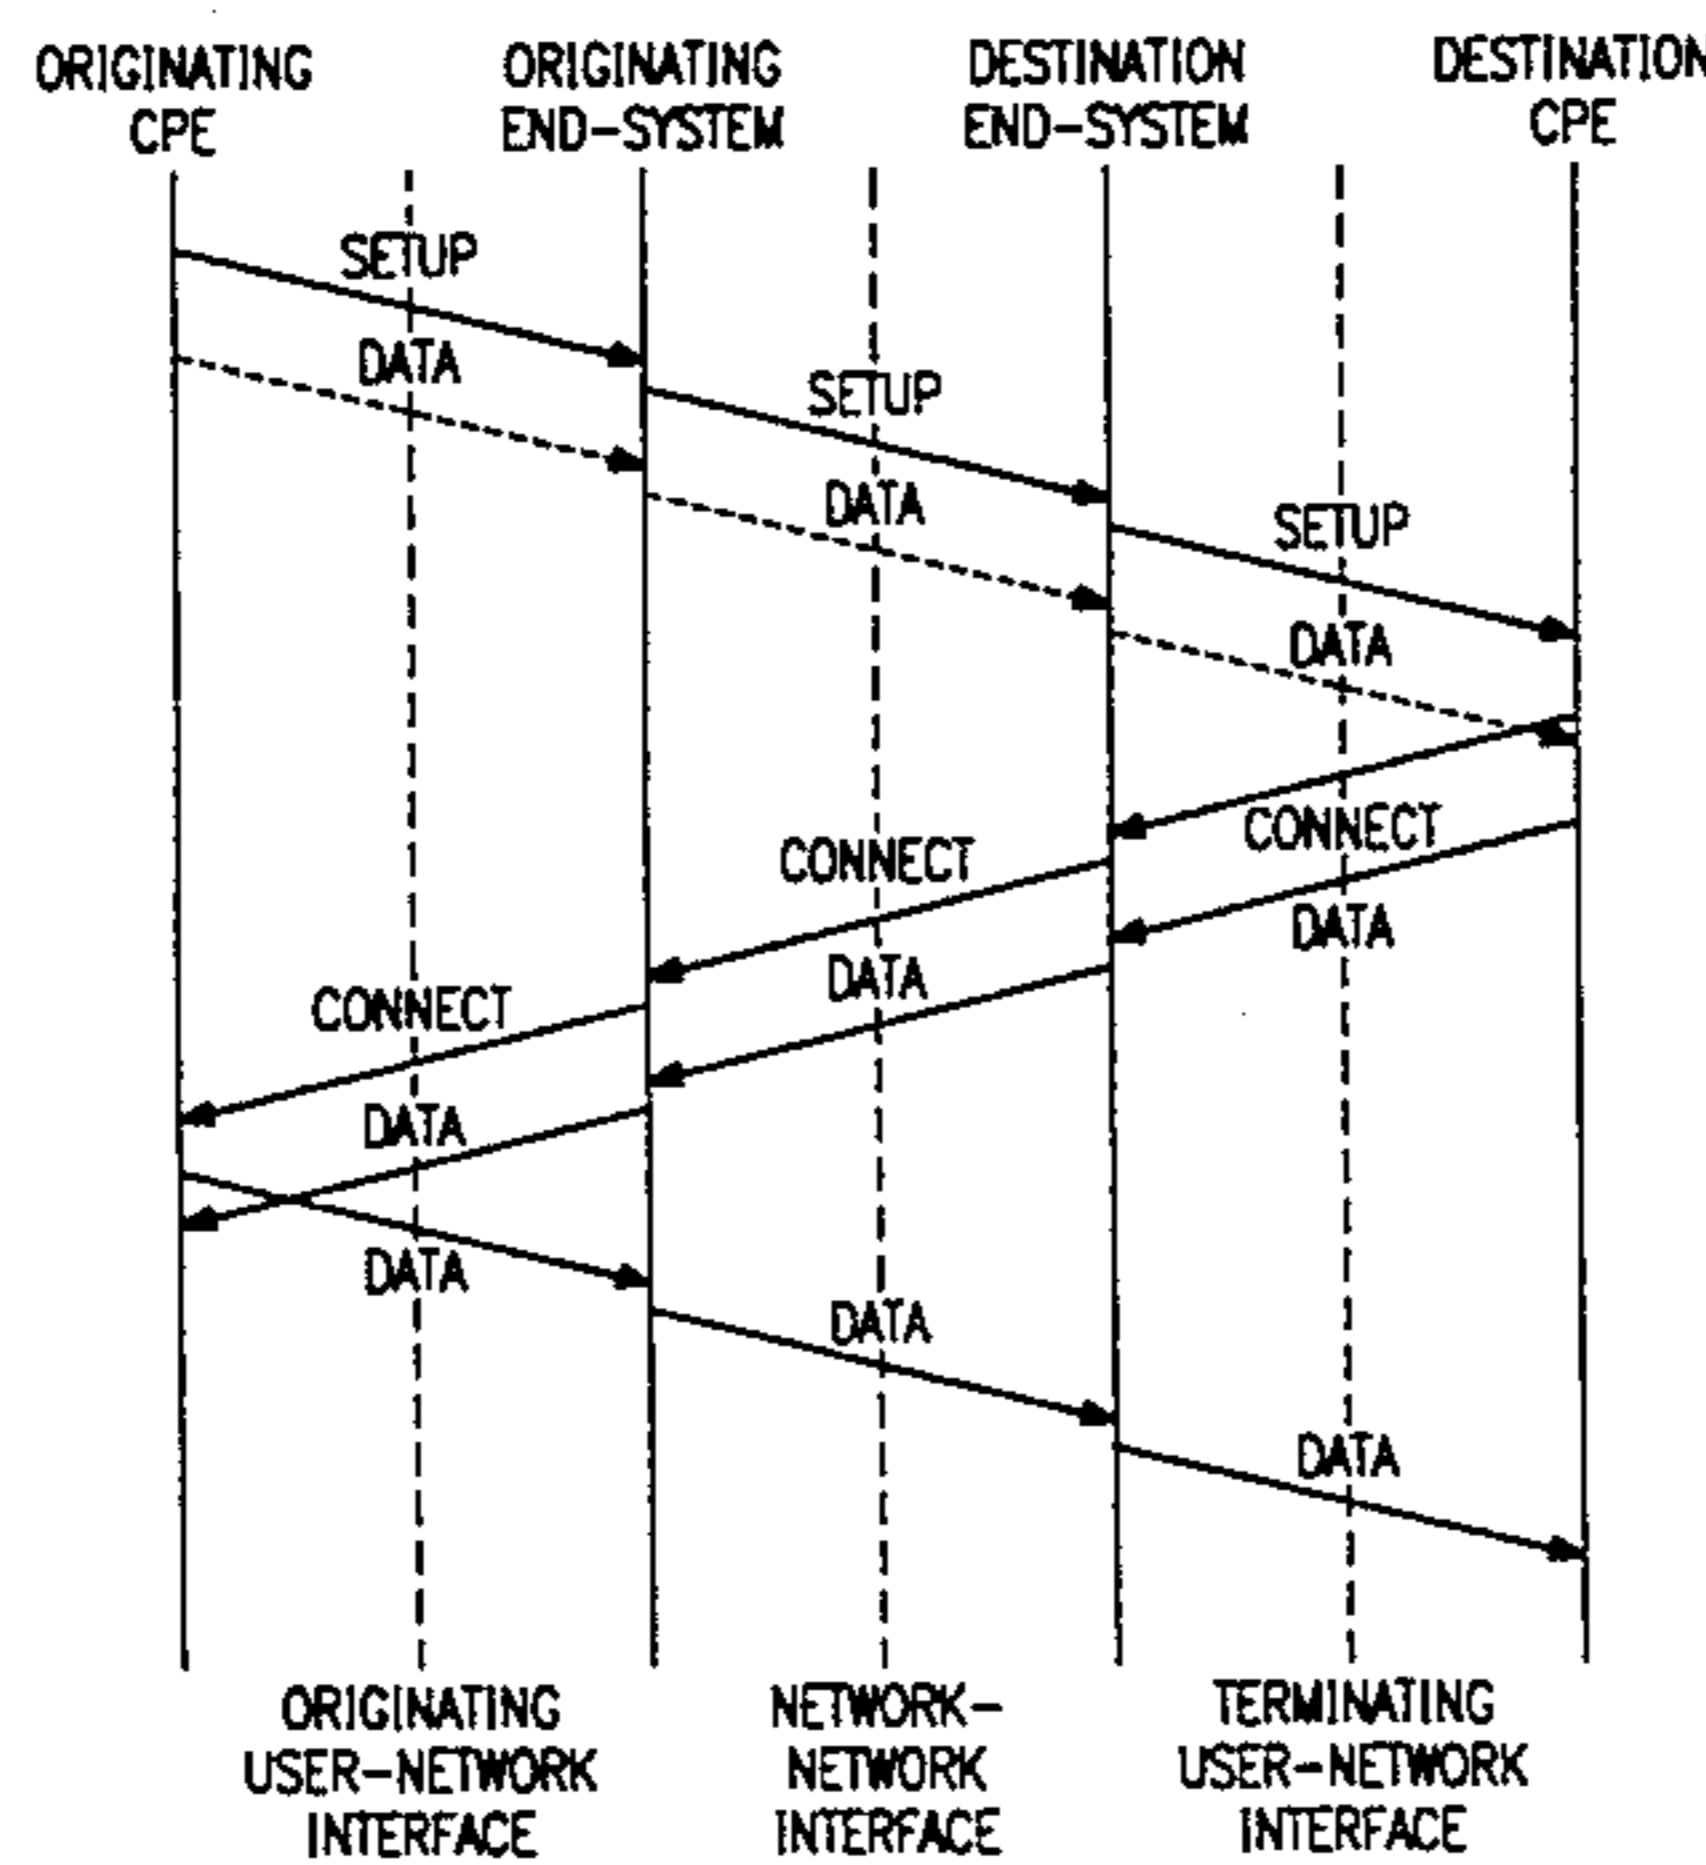 ORIGINATING
CPE
ORIGINATING
END-SYSTEM
DESTINATION
END-SYSTEM
DESTINATION
CPE
SETUP
DATA
SETUP
DATA
SETUP
DATA
CONNECT
CONNECT
DATA
DATA
CONNECT
DATA
DATA
DATA
DATA
ORIGINATING
USER-NETWORK
INTERFACE
NETWORK-
NETWORK
INTERFACE
TERMINATING
USER-NETWORK
INTERFACE